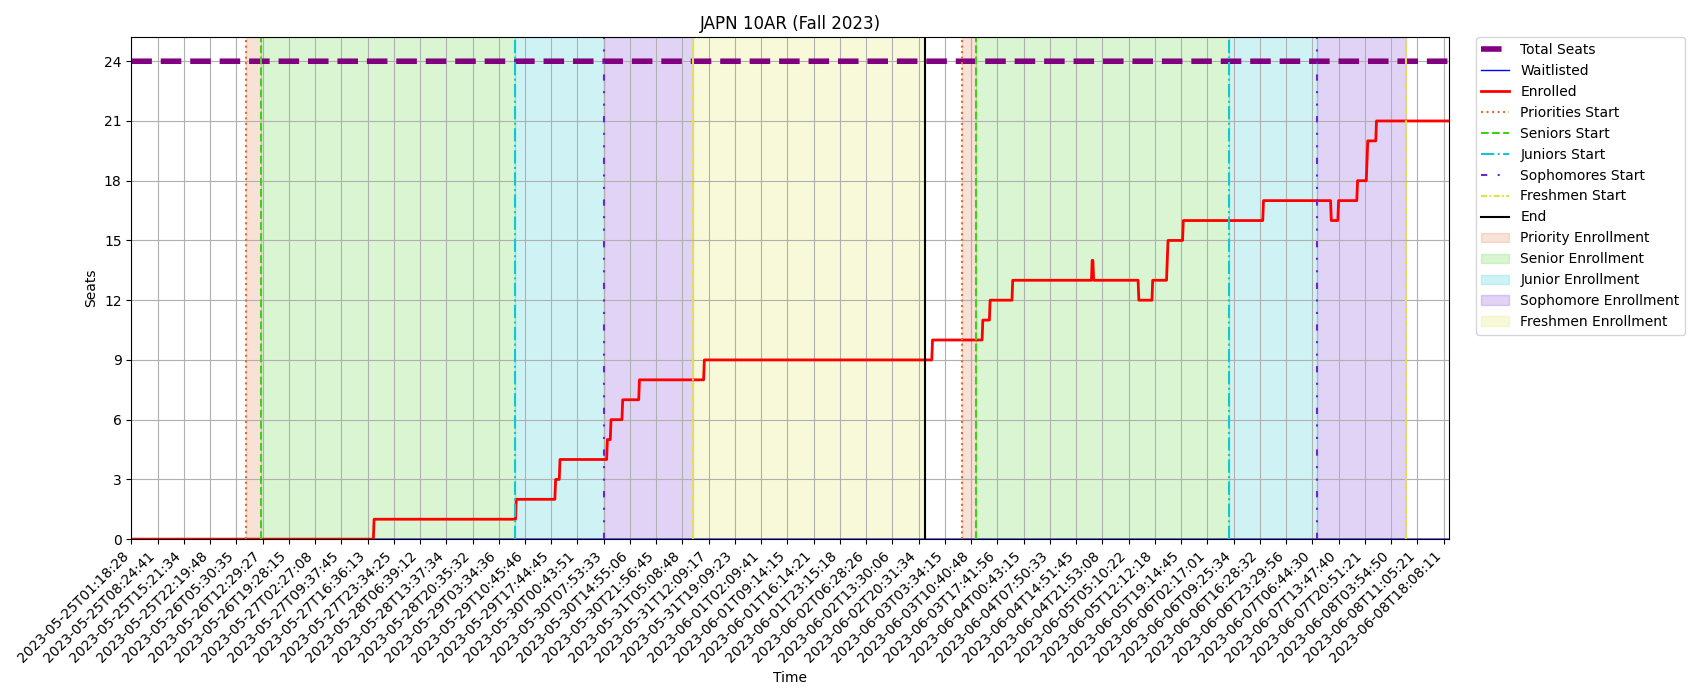 JAPN 10AR (Fall 2023)
Seats
24
21
18
15
12
9
6
3
0
2023-05-25T01:18:28
2023-05-25T08:24:41
2023-05-25T15:21:34
2023-05-25T22:19:48
2023-05-26T05:30:35
2023-05-26T12:29:27
2023-05-26T19:28:15
2023-05-27T02:27:08
2023-05-27T09:37:45
2023-05-27T16:36:13
2023-05-27T23:34:25
2023-05-28T06:39:12
2023-05-28T13:37:34
2023-05-28T20:35:32
2023-05-29T03:34:36
2023-05-29T10:45:46
2023-05-29T17:44:45
2023-05-30T00:43:51
2023-05-30T07:53:33
2023-05-30T14:55:06
2023-05-30T21:56:45
2023-05-31T05:08:48
2023-05-31T12:09:17
2023-05-31T19:09:23
2023-06-01T02:09:41
2023-06-01T09:14:15
2023-06-01T16:14:21
2023-06-01T23:15:18
2023-06-02T06:28:26
2023-06-02T13:30:06
2023-06-02T20:31:34
2023-06-03T03:34:15
2023-06-03T10:40:48
2023-06-03T17:41:56
2023-06-04T00:43:15
2023-06-04T07:50:33
2023-06-04T14:51:45
2023-06-04T21:53:08
2023-06-05T05:10:22
2023-06-05T12:12:18
2023-06-05T19:14:45
2023-06-06T02:17:01
2023-06-06T09:25:34
2023-06-06T16:28:32
2023-06-06T23:29:56
2023-06-07T06:44:30
2023-06-07T13:47:40
2023-06-07T20:51:21
2023-06-08T03:54:50
2023-06-08T11:05:21
2023-06-08T18:08:11
Time
Total Seats
Waitlisted
Enrolled
Priorities Start
Seniors Start
Juniors Start
Sophomores Start
Freshmen Start
End
Priority Enrollment
Senior Enrollment
Junior Enrollment
Sophomore Enrollment
Freshmen Enrollment